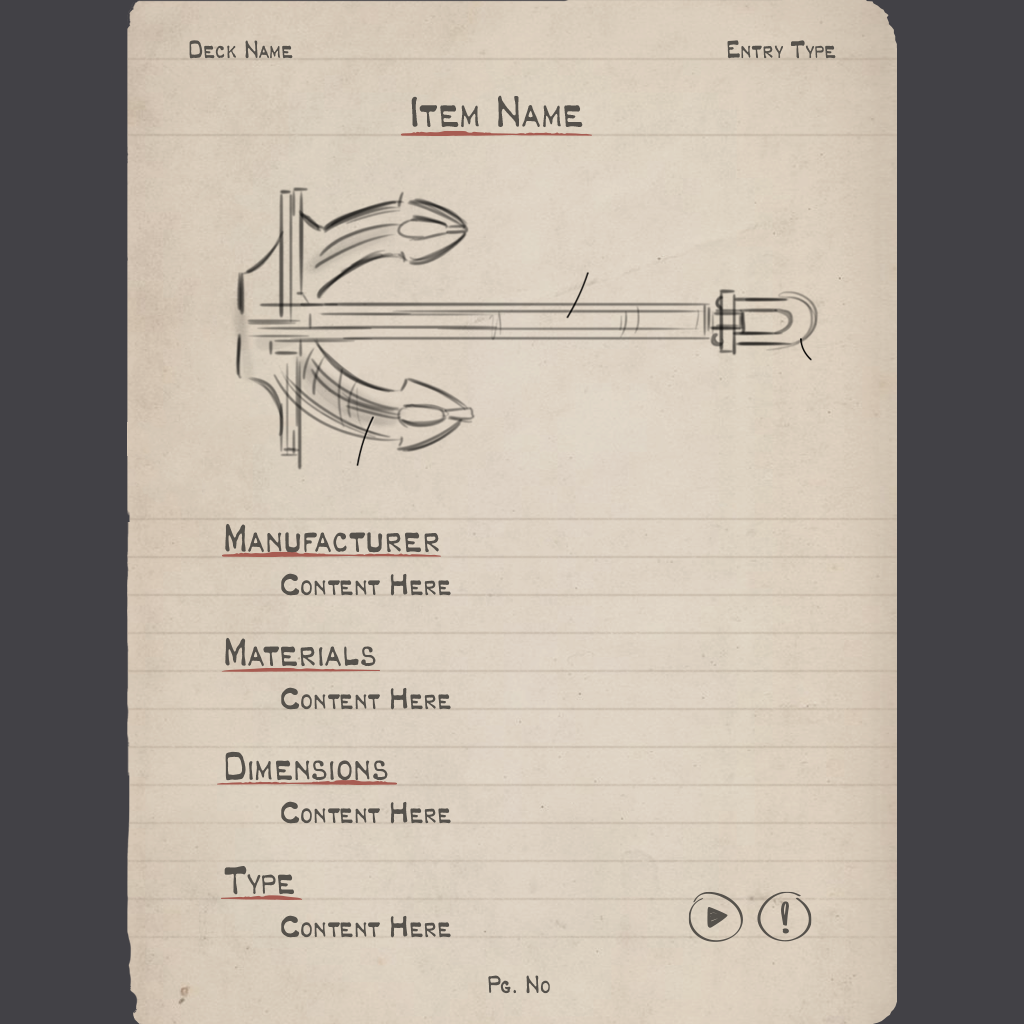 Deck Name
Entry Type
Item Name
Manufacturer
Content Here
Materials
Content Here
Dimensions
Content Here
Type
Content Here
!
Pg. No